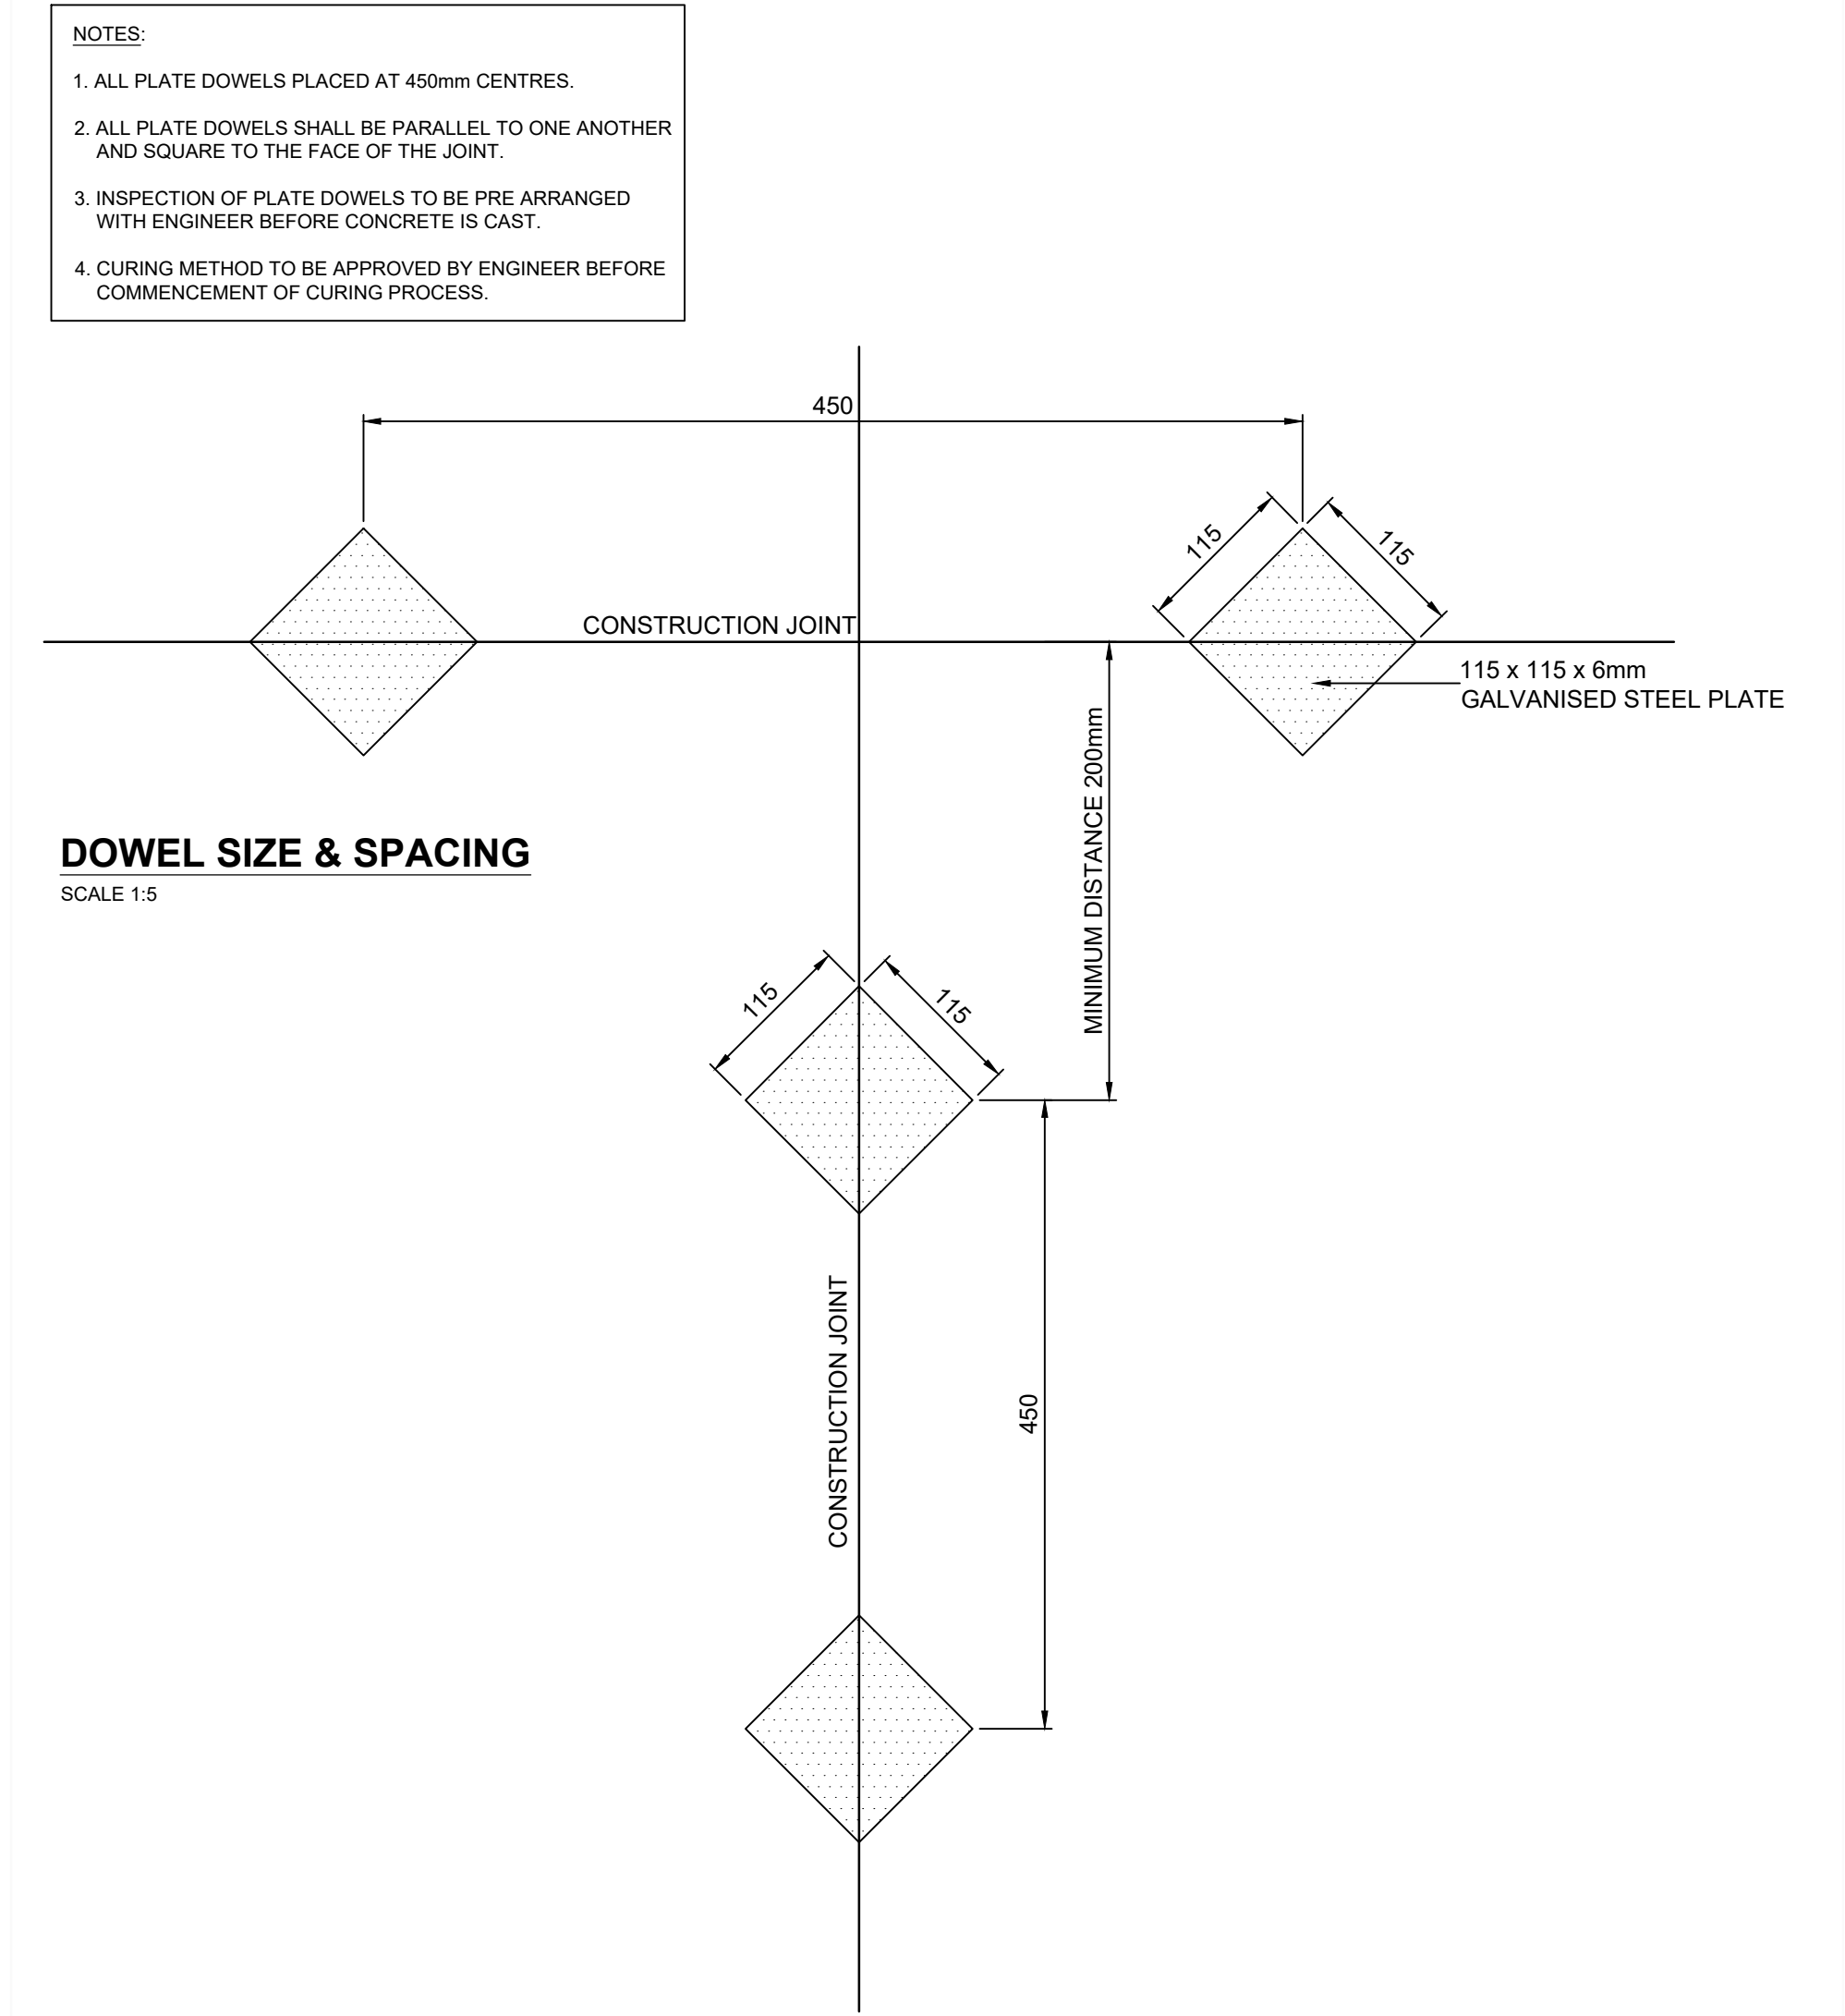 NOTES:
1. ALL PLATE DOWELS PLACED AT 450mm CENTRES.
2. ALL PLATE DOWELS SHALL BE PARALLEL TO ONE ANOTHER
AND SQUARE TO THE FACE OF THE JOINT.
3. INSPECTION OF PLATE DOWELS TO BE PRE ARRANGED
WITH ENGINEER BEFORE CONCRETE IS CAST.
4. CURING METHOD TO BE APPROVED BY ENGINEER BEFORE
COMMENCEMENT OF CURING PROCESS.
450
115
115
CONSTRUCTION JOINT
115 x 115 x 6mm
GALVANISED STEEL PLATE
MINIMUM DISTANCE 200mm
DOWEL SIZE & SPACING
SCALE 1:5
115
115
CONSTRUCTION JOINT
450